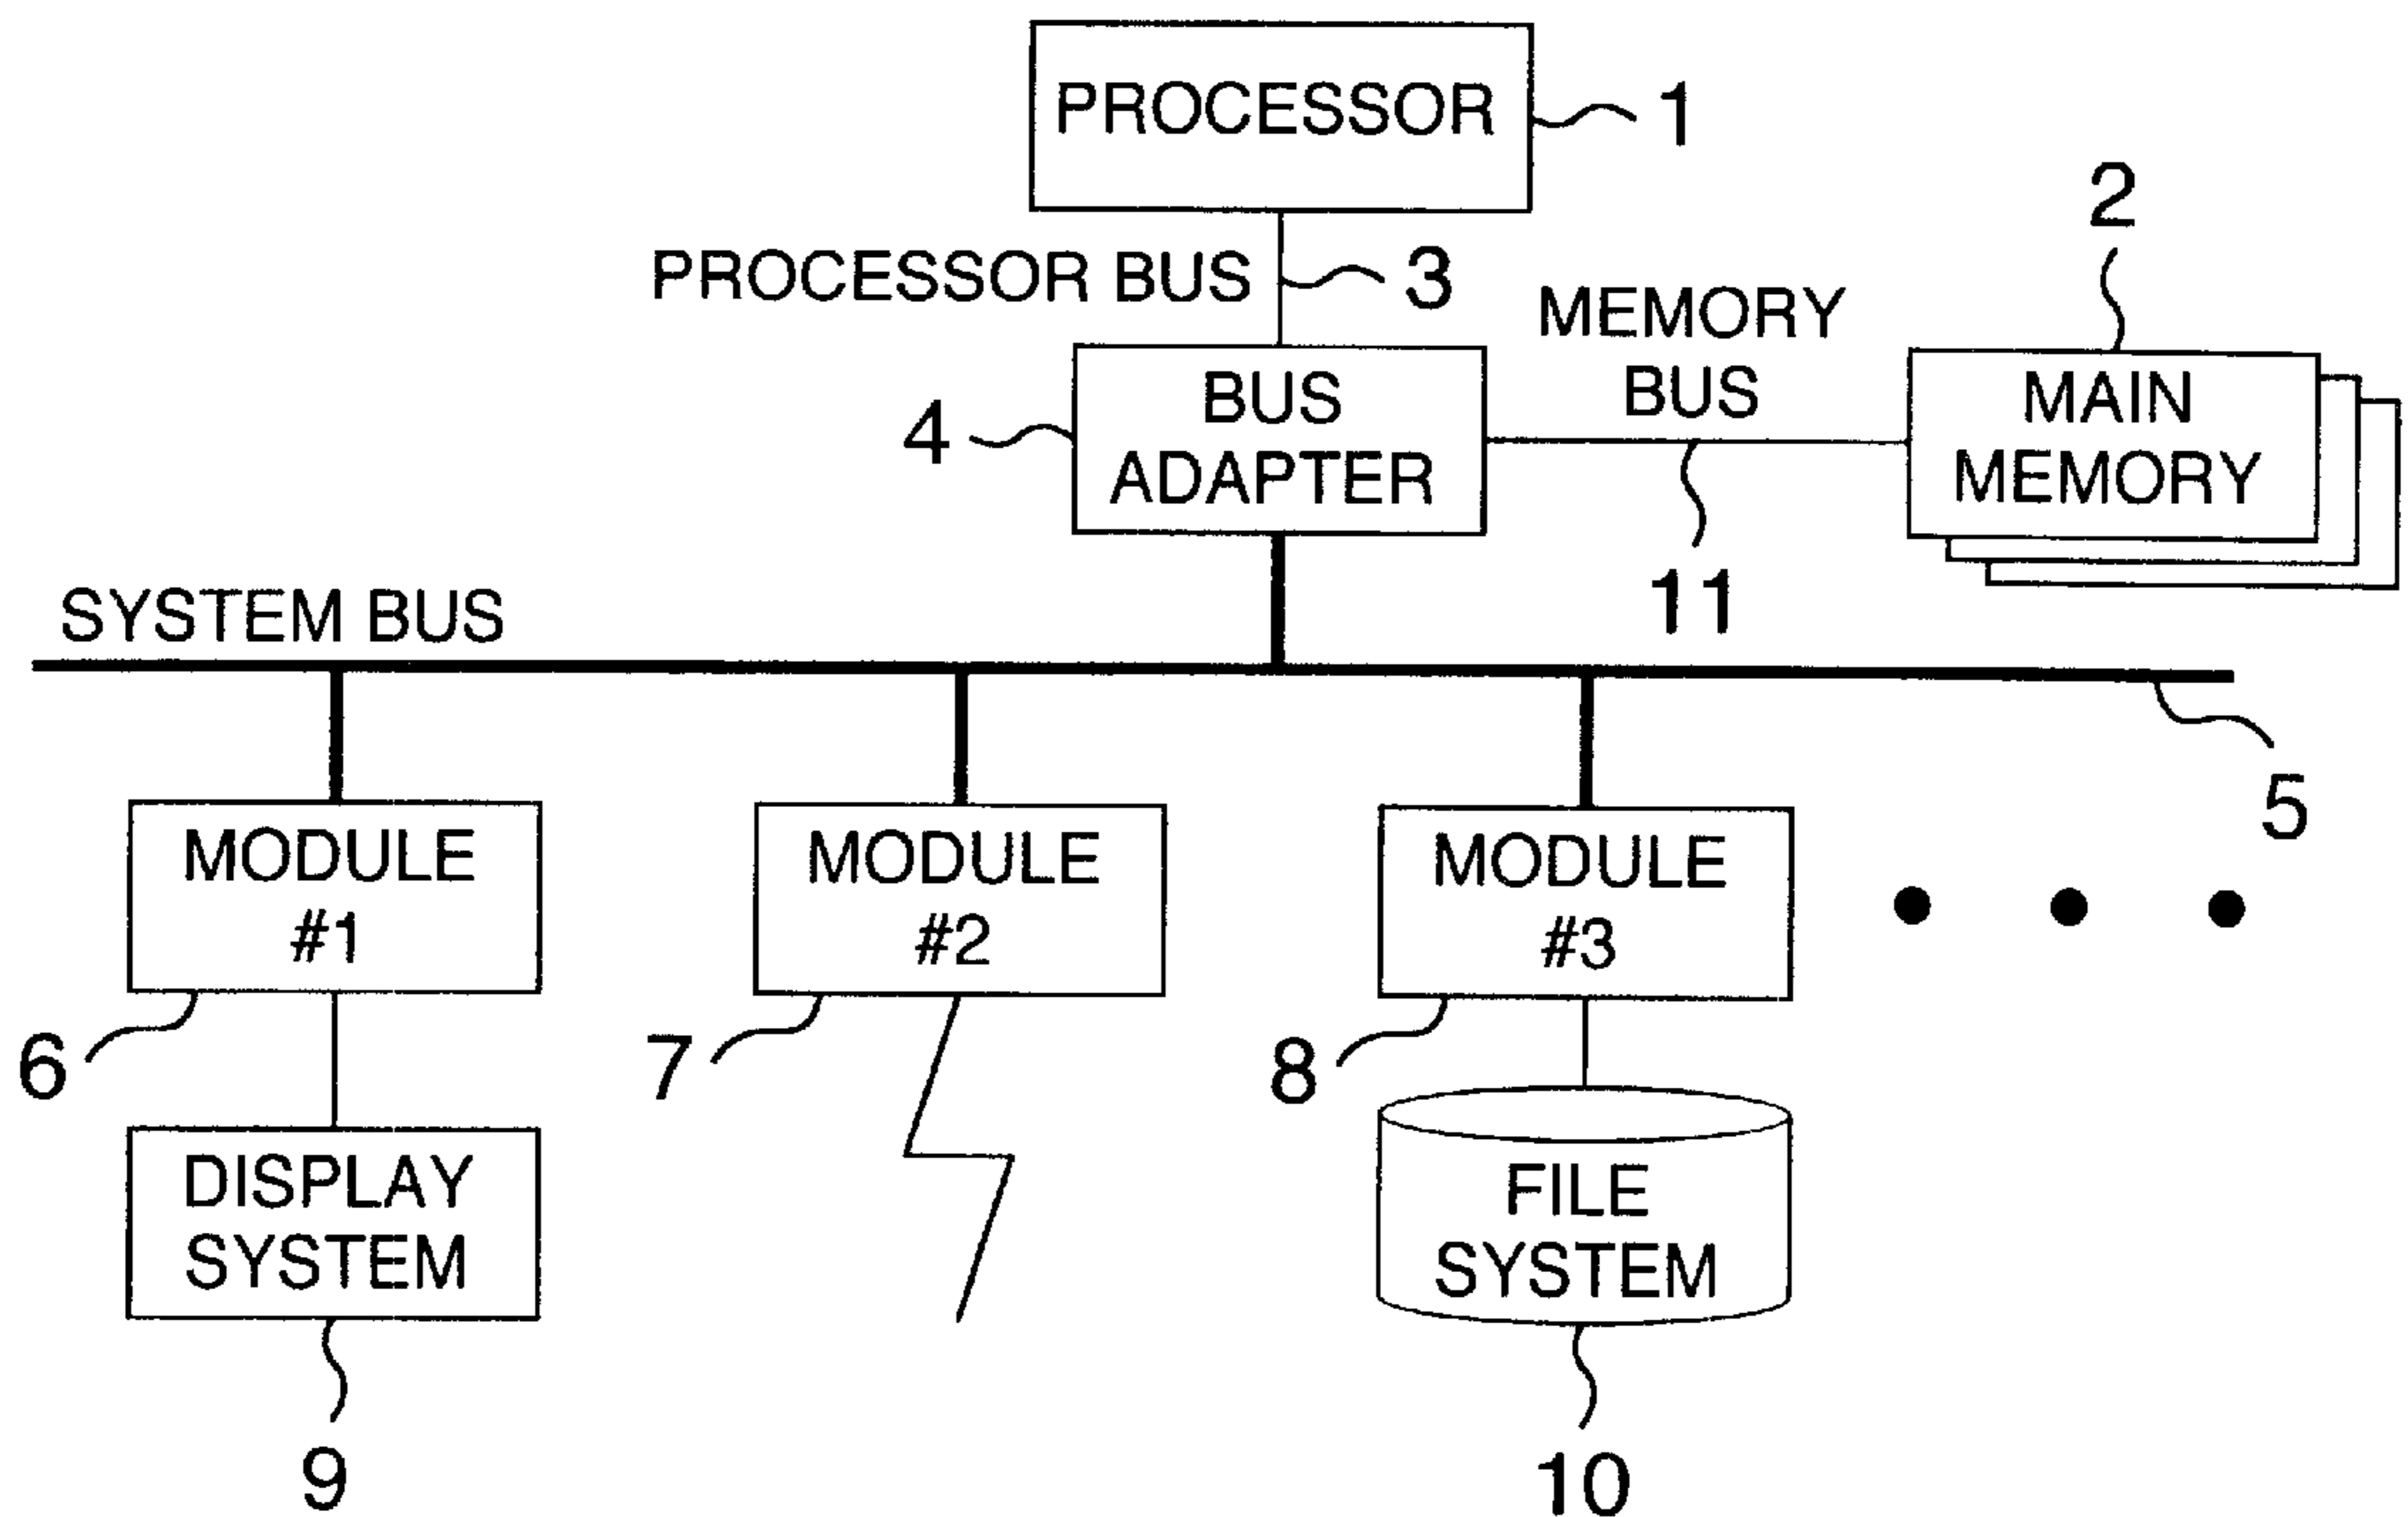 PROCESSOR
1
2
PROCESSOR BUS
3
MEMORY
BUS
BUS
ADAPTER
4
MAIN
MEMORY
11
SYSTEM BUS
5
MODULE
#1
MODULE
#2
MODULE
#3
6
7
8
DISPLAY
SYSTEM
FILE
SYSTEM
9
10